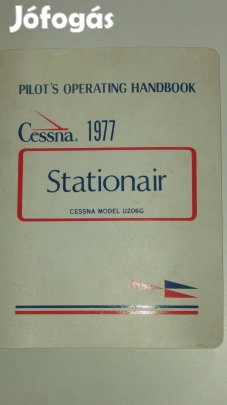 Jófogás
PILOT'S OPERATING HANDBOOK
Cessna. 1977
Stationair
CESSNA MODEL U206G